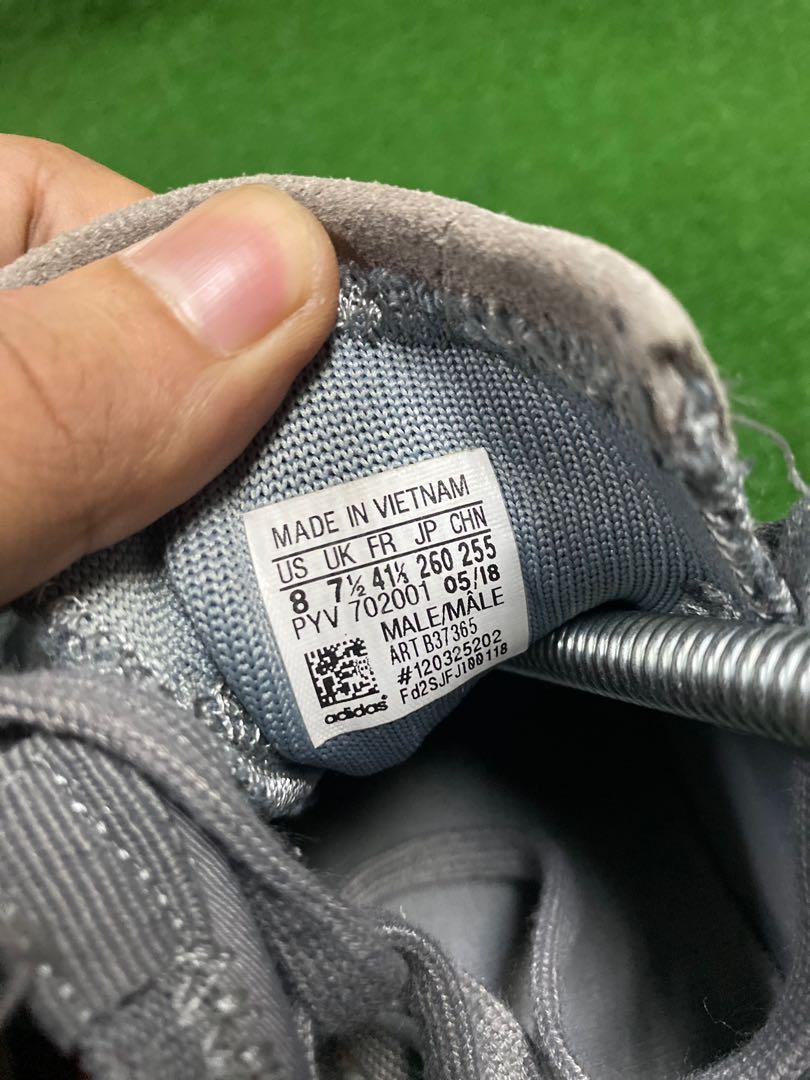 MADE IN VIETNAM
US UK FR JP CHN
8 7½ 41⅓ 260 255
PYV 702001 05/18
MALE/MÂLE
ART B37365
#120325202
Fd2SJFJ100118
adidas